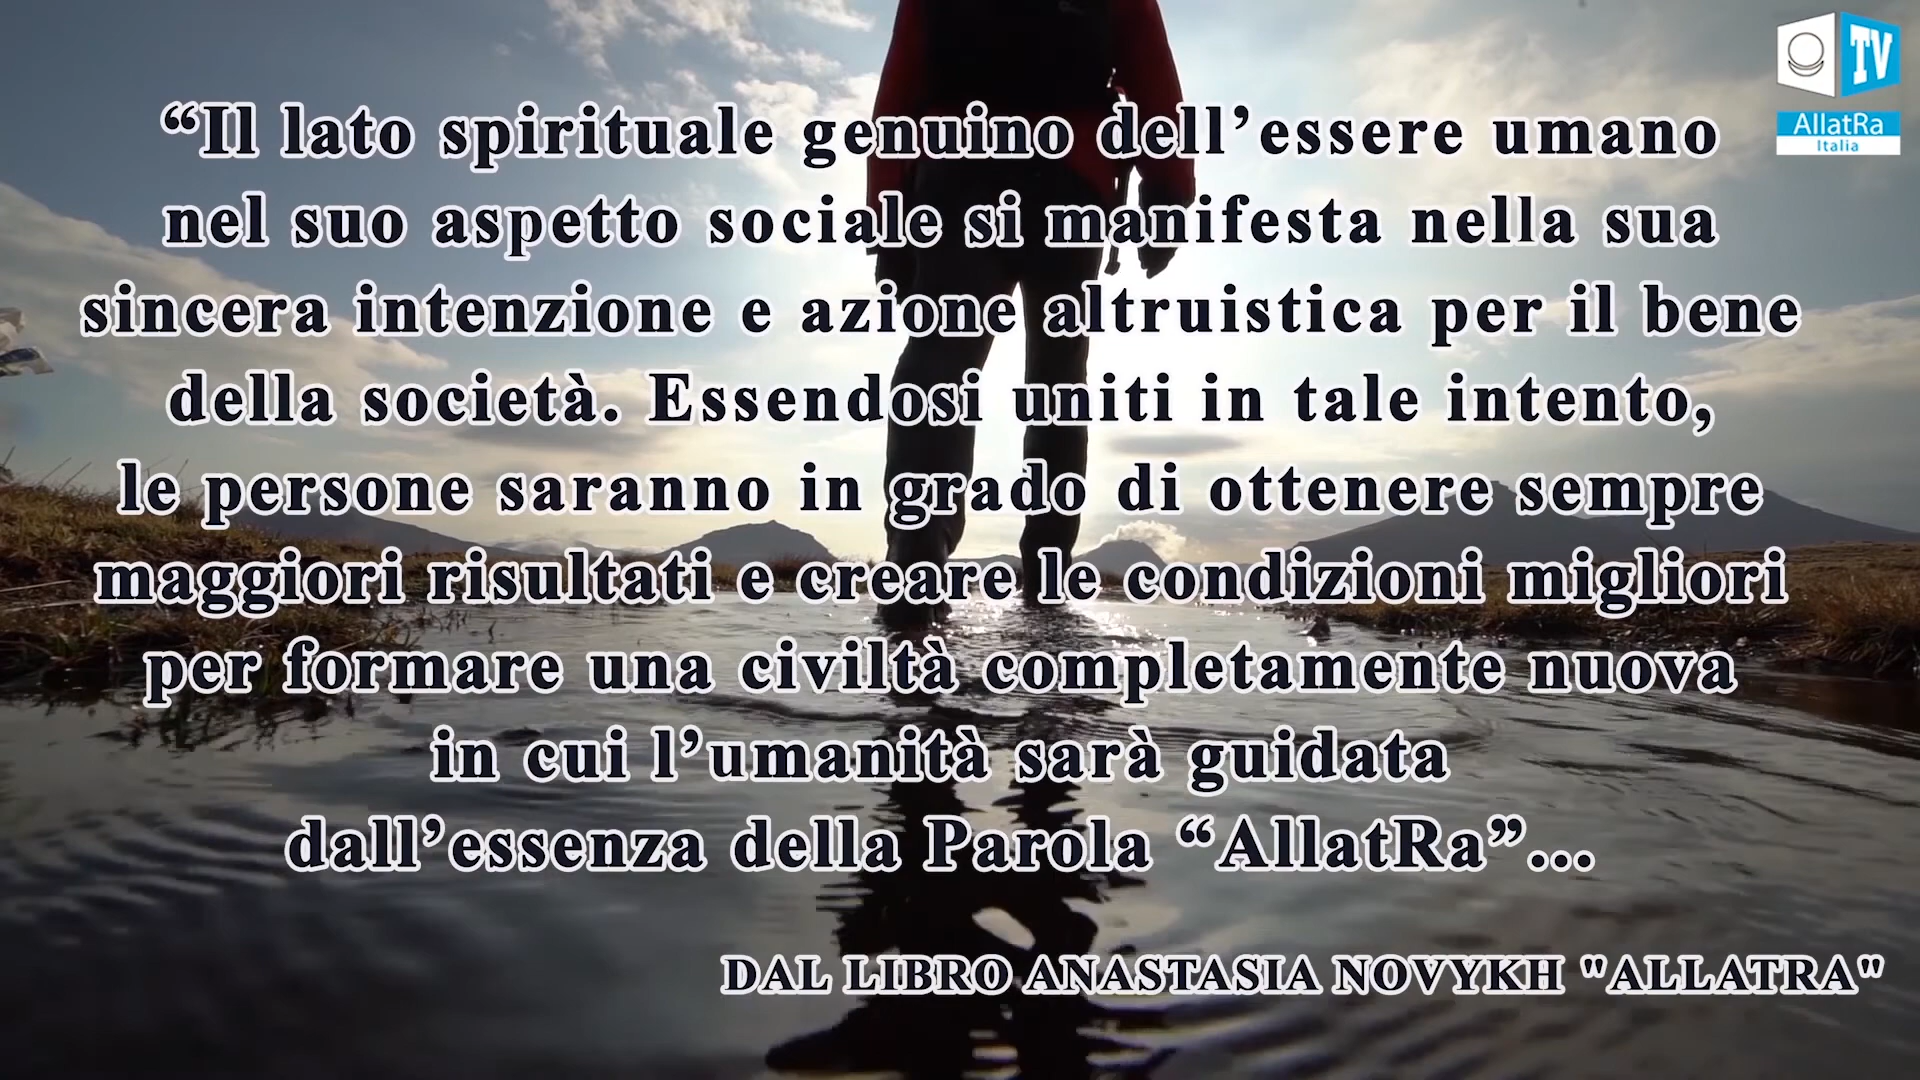 TV
AllatRa
Italia
“Il lato spirituale genuino dell’essere umano
nel suo aspetto sociale si manifesta nella sua
sincera intenzione e azione altruistica per il bene
della società. Essendosi uniti in tale intento,
le persone saranno in grado di ottenere sempre
maggiori risultati e creare le condizioni migliori
per formare una civiltà completamente nuova
in cui l’umanità sarà guidata
dall’essenza della Parola “AllatRa”...
DAL LIBRO ANASTASIA NOVYKH "ALLATRA"